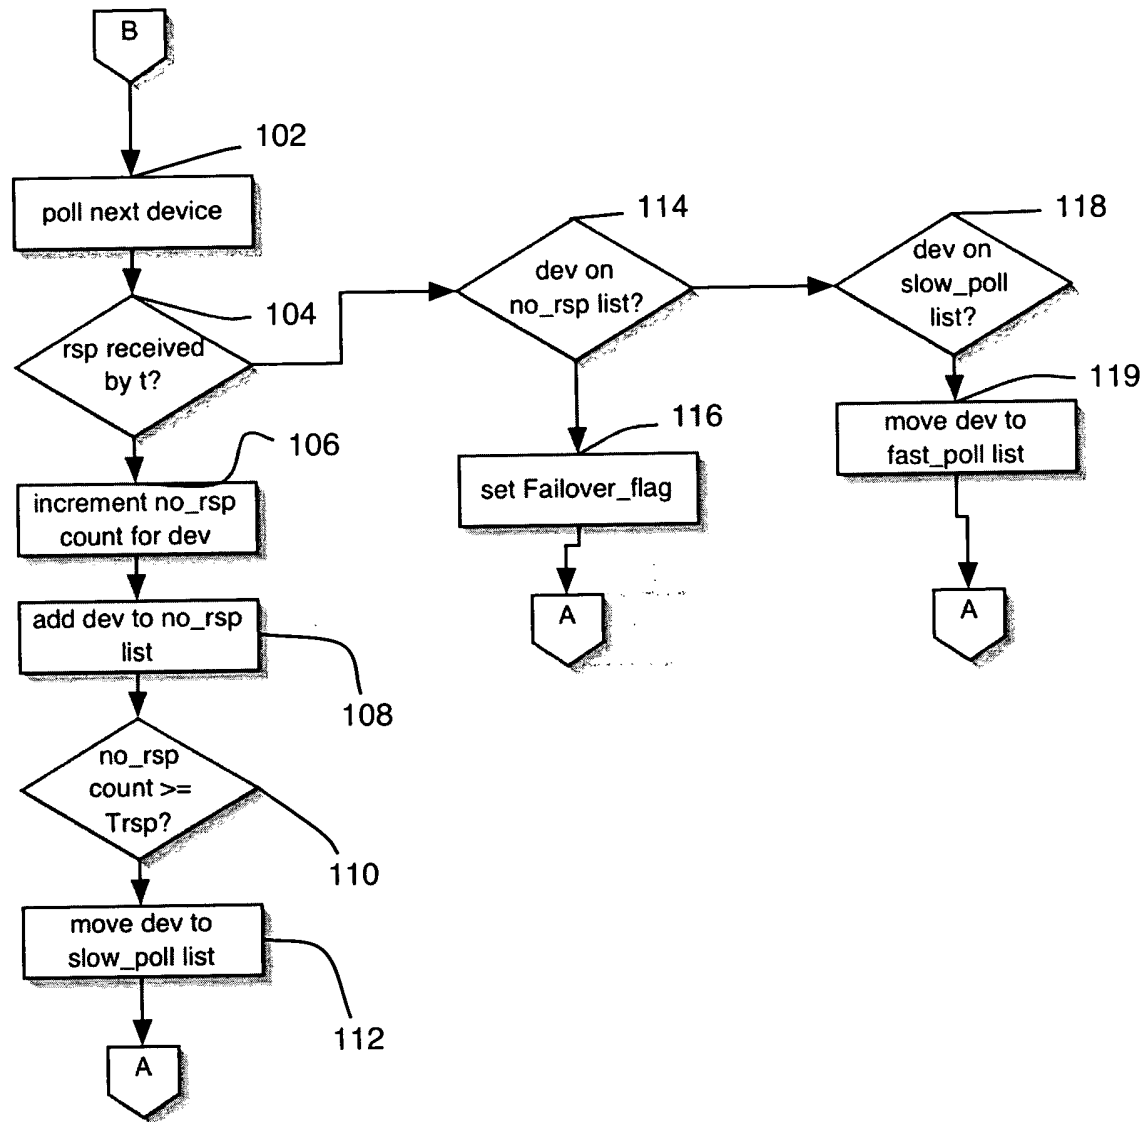 B
102
poll next device
104
rsp received
by t?
106
increment no_rsp
count for dev
add dev to no_rsp
list
108
no_rsp
count >=
Trsp?
110
move dev to
slow_poll list
112
A
114
dev on
no_rsp list?
116
set Failover_flag
A
118
dev on
slow_poll
list?
119
move dev to
fast_poll list
A